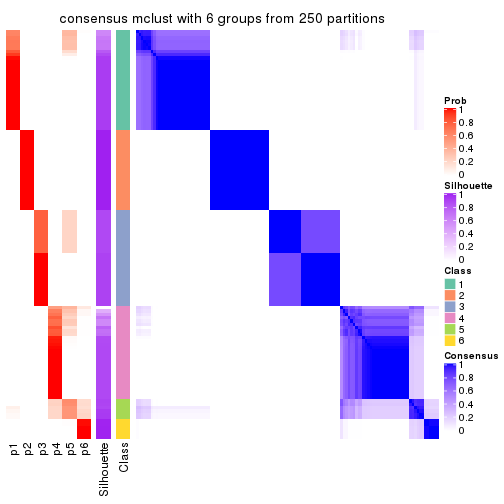 consensus mclust with 6 groups from 250 partitions
Prob
1
0.8
0.6
0.4
0.2
0
Silhouette
1
0.8
0.6
0.4
0.2
0
Class
1
2
3
4
5
6
Consensus
1
0.8
0.6
0.4
0.2
0
p1
p2
p3
p4
p5
p6
Silhouette
Class